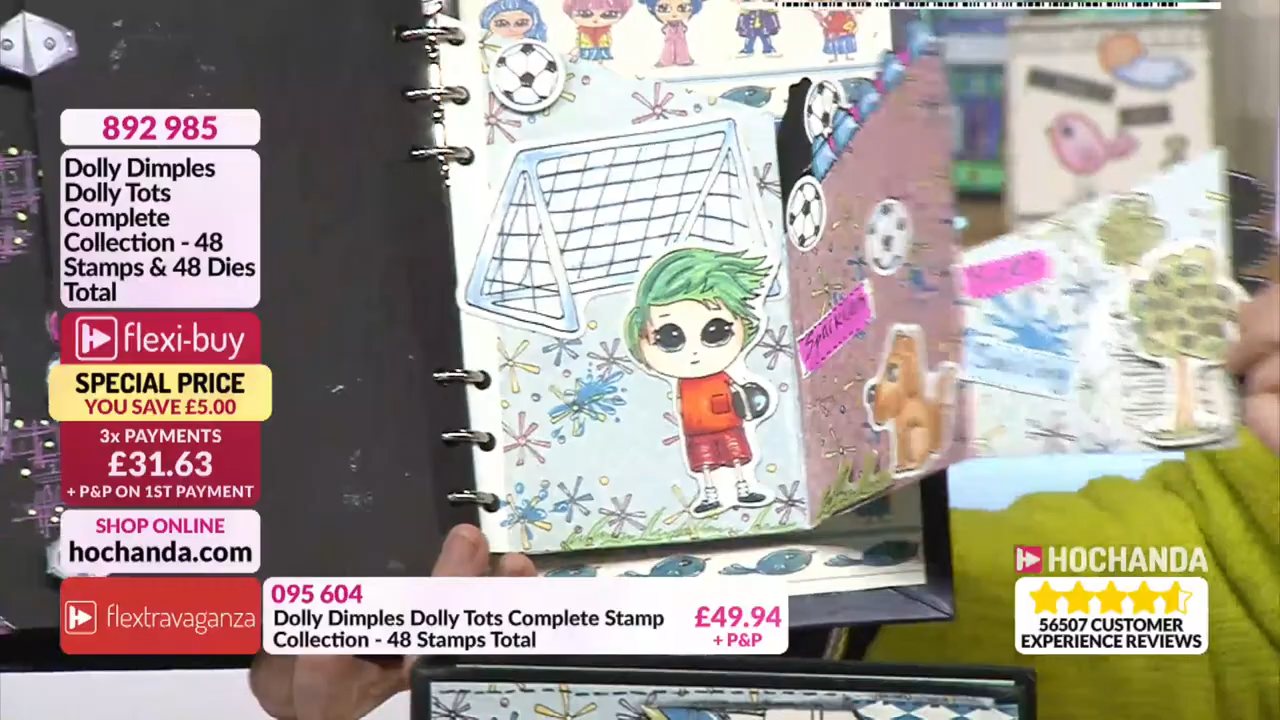 892 985
Dolly Dimples
Dolly Tots
Complete
Collection - 48
Stamps & 48 Dies
Total
flexi-buy
SPECIAL PRICE
YOU SAVE £5.00
3x PAYMENTS
£31.63
+ P&P ON 1ST PAYMENT
SHOP ONLINE
hochanda.com
flextravaganza
095 604
Dolly Dimples Dolly Tots Complete Stamp
Collection - 48 Stamps Total
£49.94
+ P&P
Sparkle
HOCHANDA
56507 CUSTOMER
EXPERIENCE REVIEWS